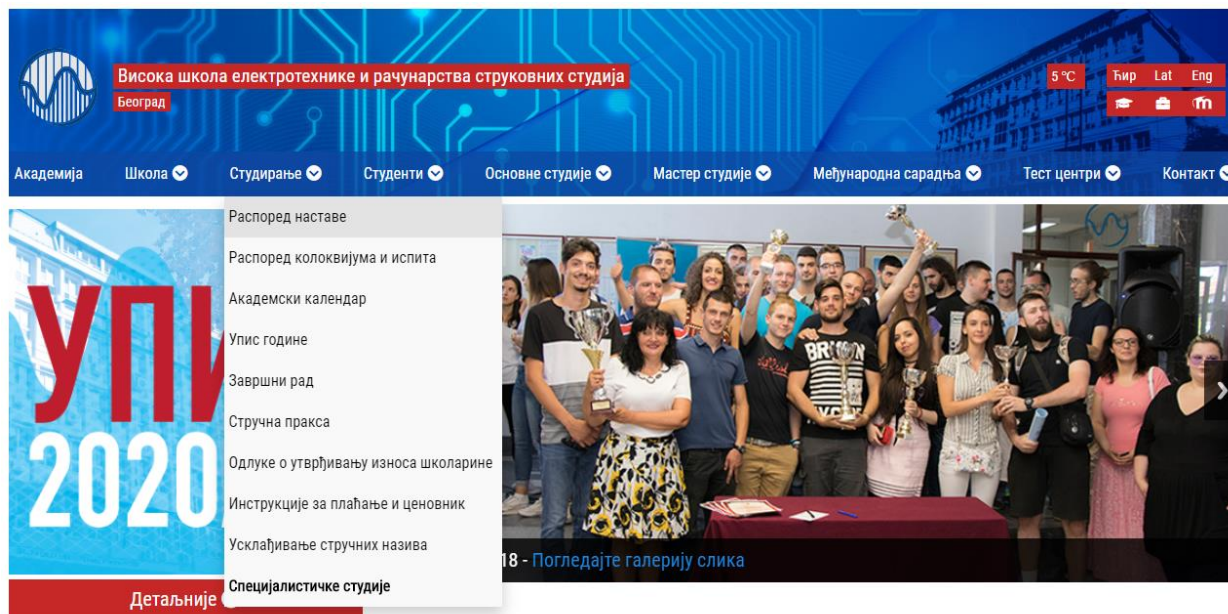 Висока школа електротехнике и рачунарства струковних студија
Београд
5 °C
Ћир Lat Eng
Академија Школа Студирање Студенти Основне студије Мастер студије Међународна сарадња Тест центри Контакт
Распоред наставе
Распоред колоквијума и испита
Академски календар
Упис године
Завршни рад
Стручна пракса
Одлуке о утврђивању износа школарине
Инструкције за плаћање и ценовник
Усклађивање стручних назива
Специјалистичке студије
2020
18 - Погледајте галерију слика
Детаљније